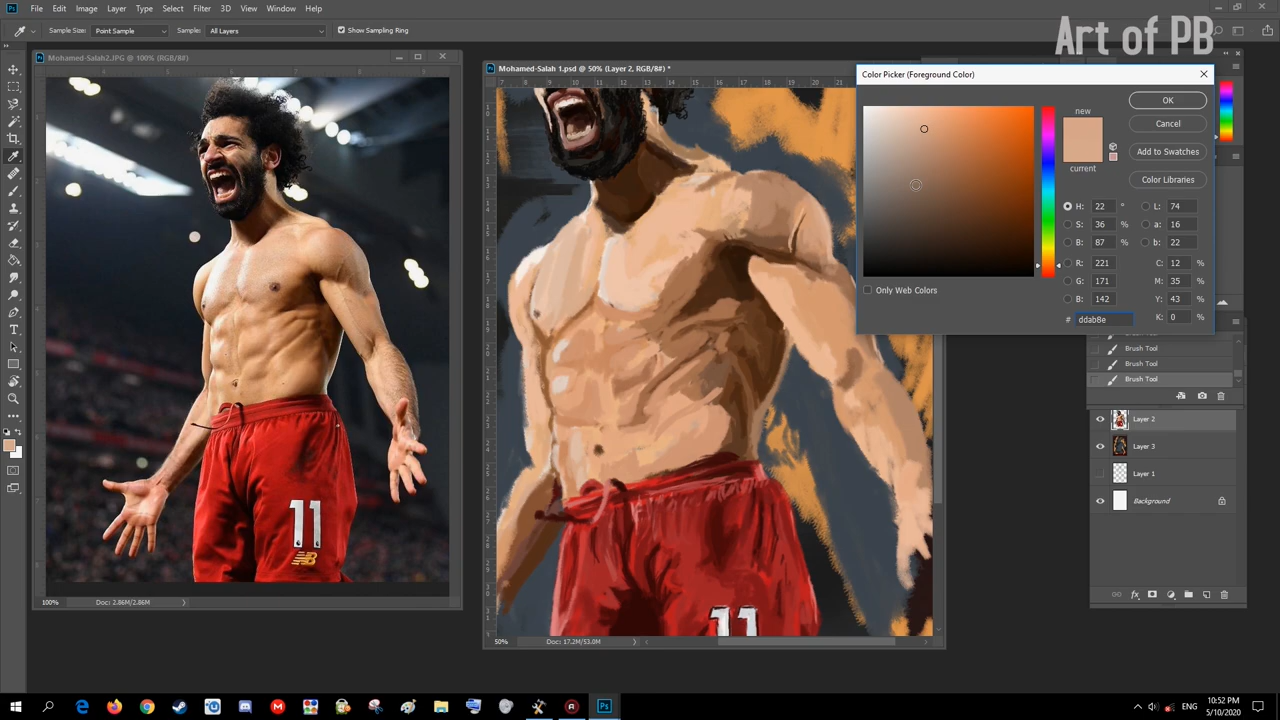 File Edit Image Layer Type Select Filter 3D View Window Help
Sample Size: Point Sample Sample: All Layers Show Sampling Ring
Art of PB
Mohamed-Salah2.JPG @ 100% (RGB/8#)
Mohamed-Salah 1.psd @ 50% (Layer 2, RGB/8#) *
Color Picker (Foreground Color)
new
current
OK
Cancel
Add to Swatches
Color Libraries
H: 22 ° L: 74
S: 36 % a: 16
B: 87 % b: 22
R: 221 C: 12 %
G: 171 M: 35 %
B: 142 Y: 43 %
# ddab8e K: 0 %
Only Web Colors
Brush Tool
Brush Tool
Brush Tool
Layer 2
Layer 3
Layer 1
Background
11
11
100% Doc: 2.86M/2.86M
50% Doc: 17.2M/53.0M
ENG
10:52 PM
5/10/2020